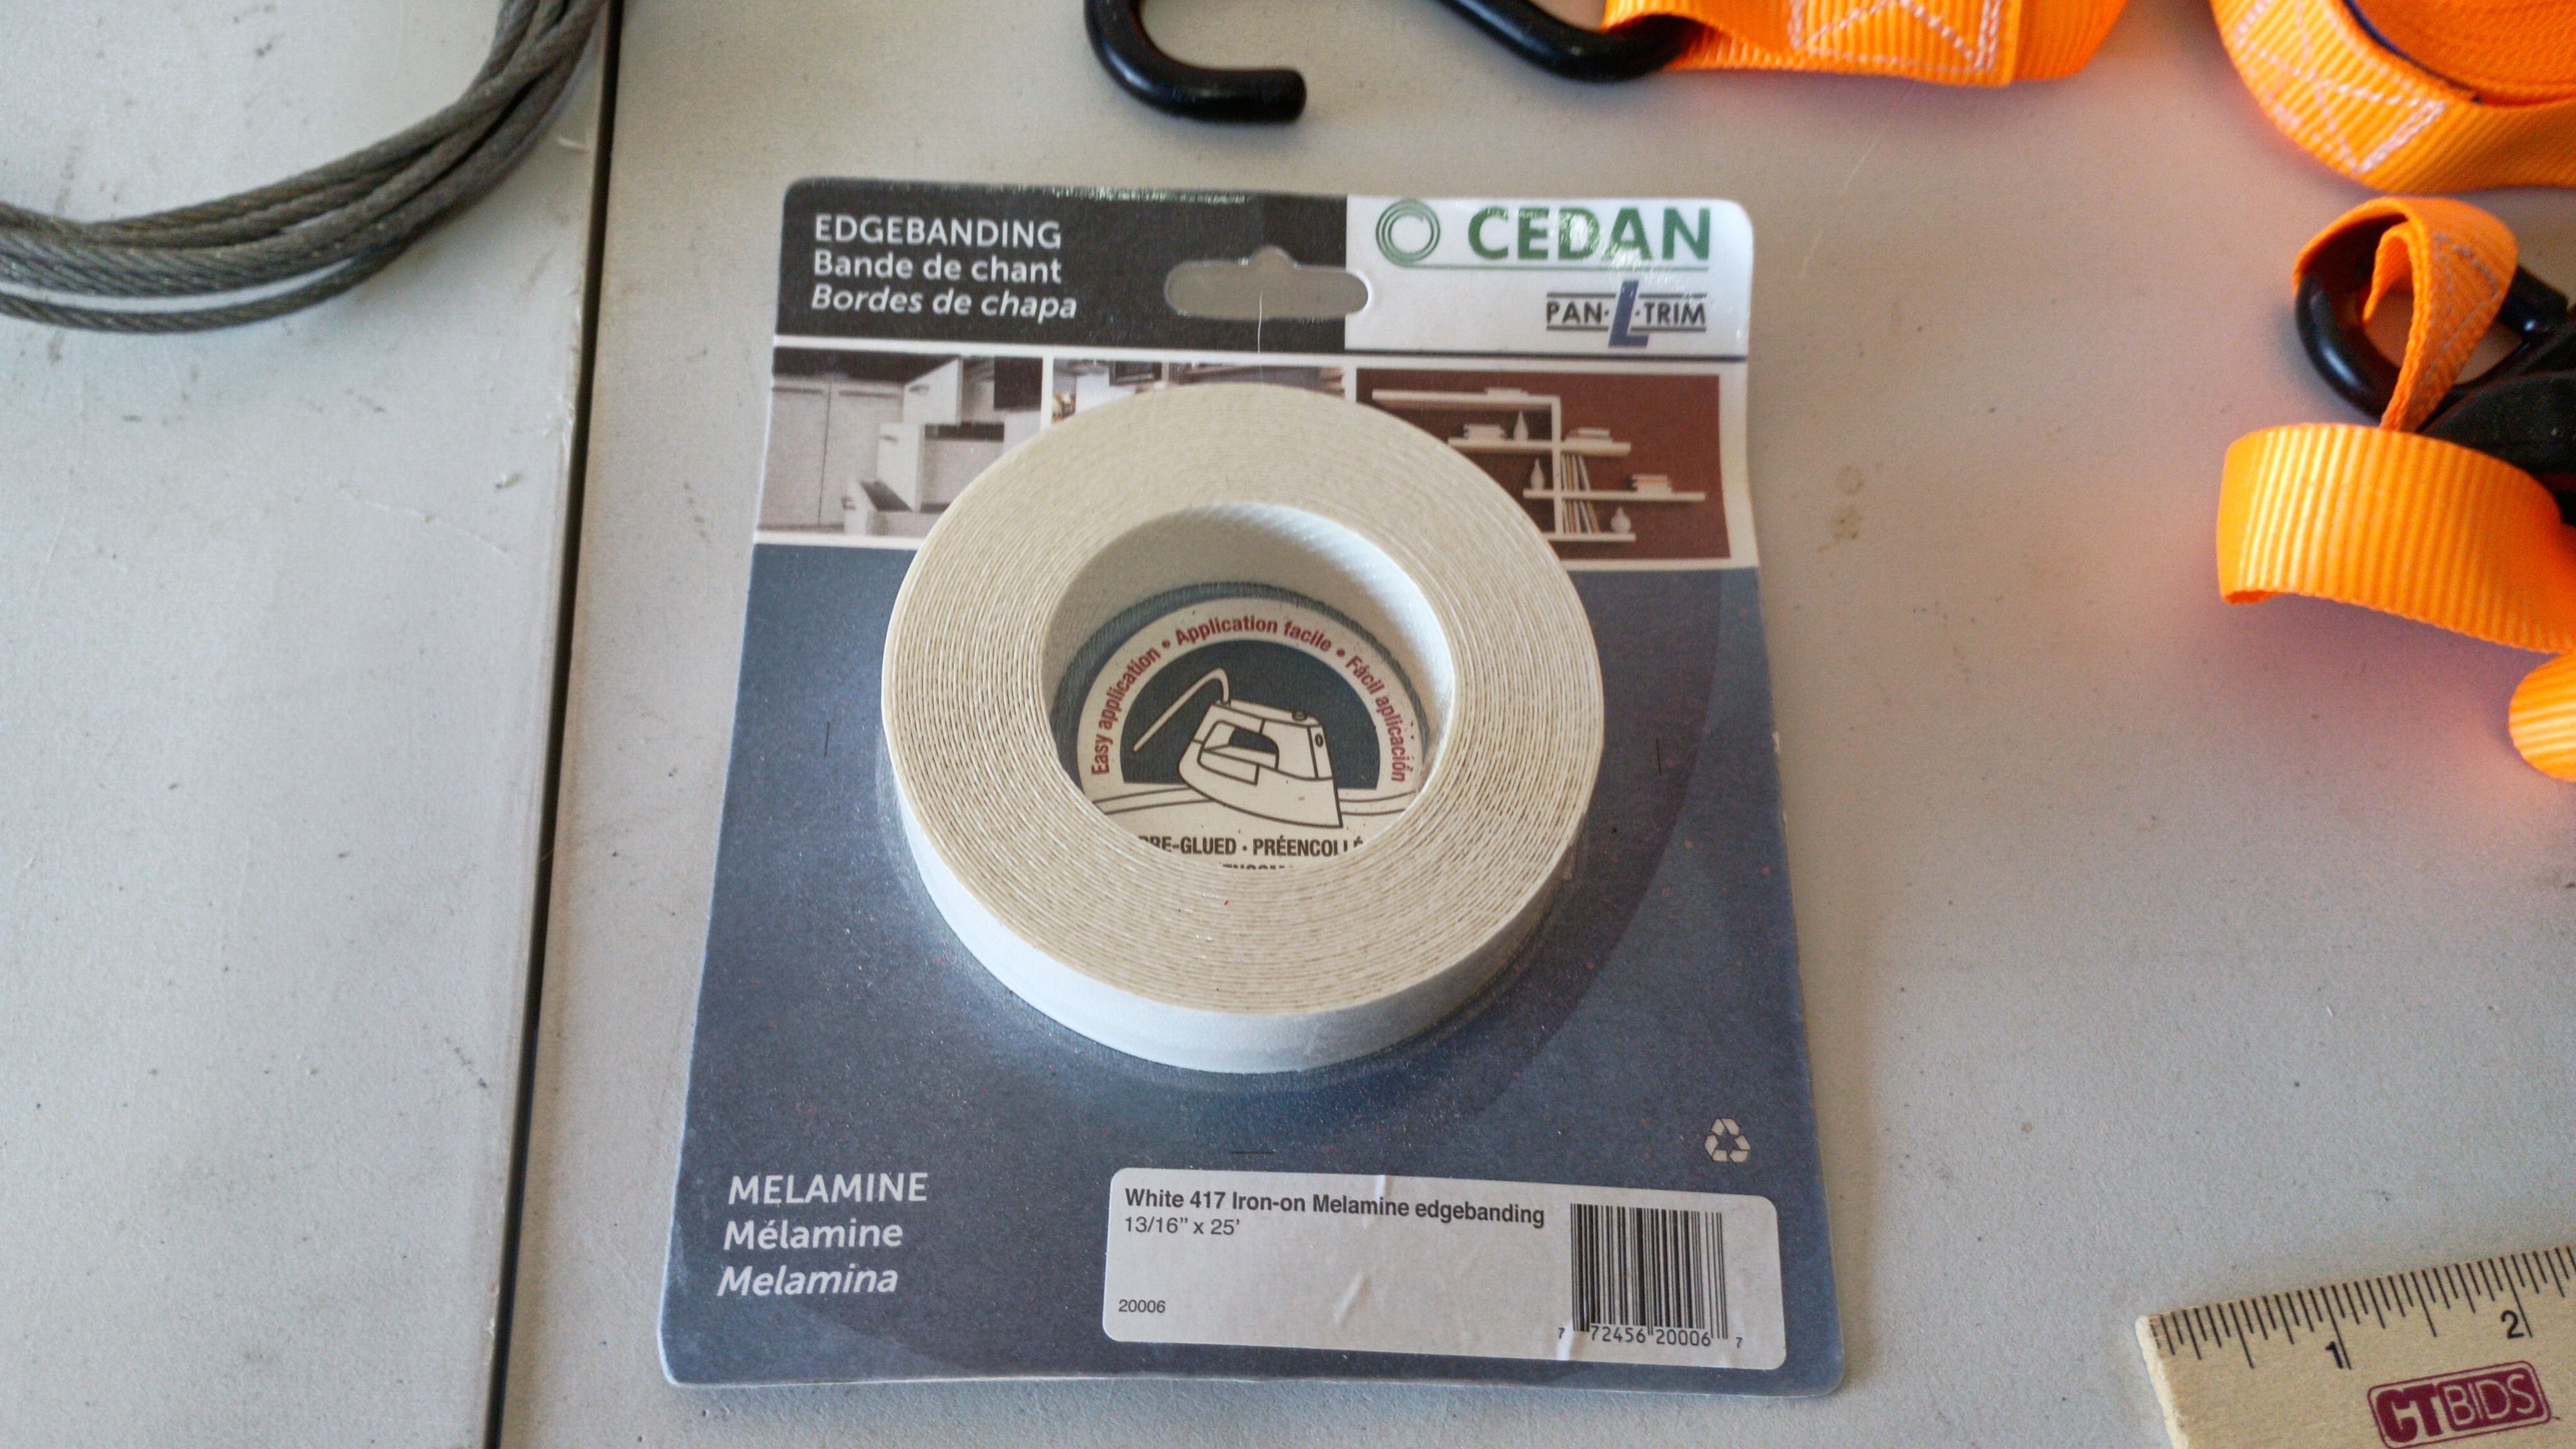 EDGEBANDING
Bande de chant
Bordes de chapa
CEDAN
PAN·L·TRIM
Easy application • Application facile • Fácil aplicación
PRE-GLUED · PRÉENCOLLÉ
MELAMINE
Mélamine
Melamina
White 417 Iron-on Melamine edgebanding
13/16” x 25’
20006
7 72456 20006 7
1 2
CTBIDS